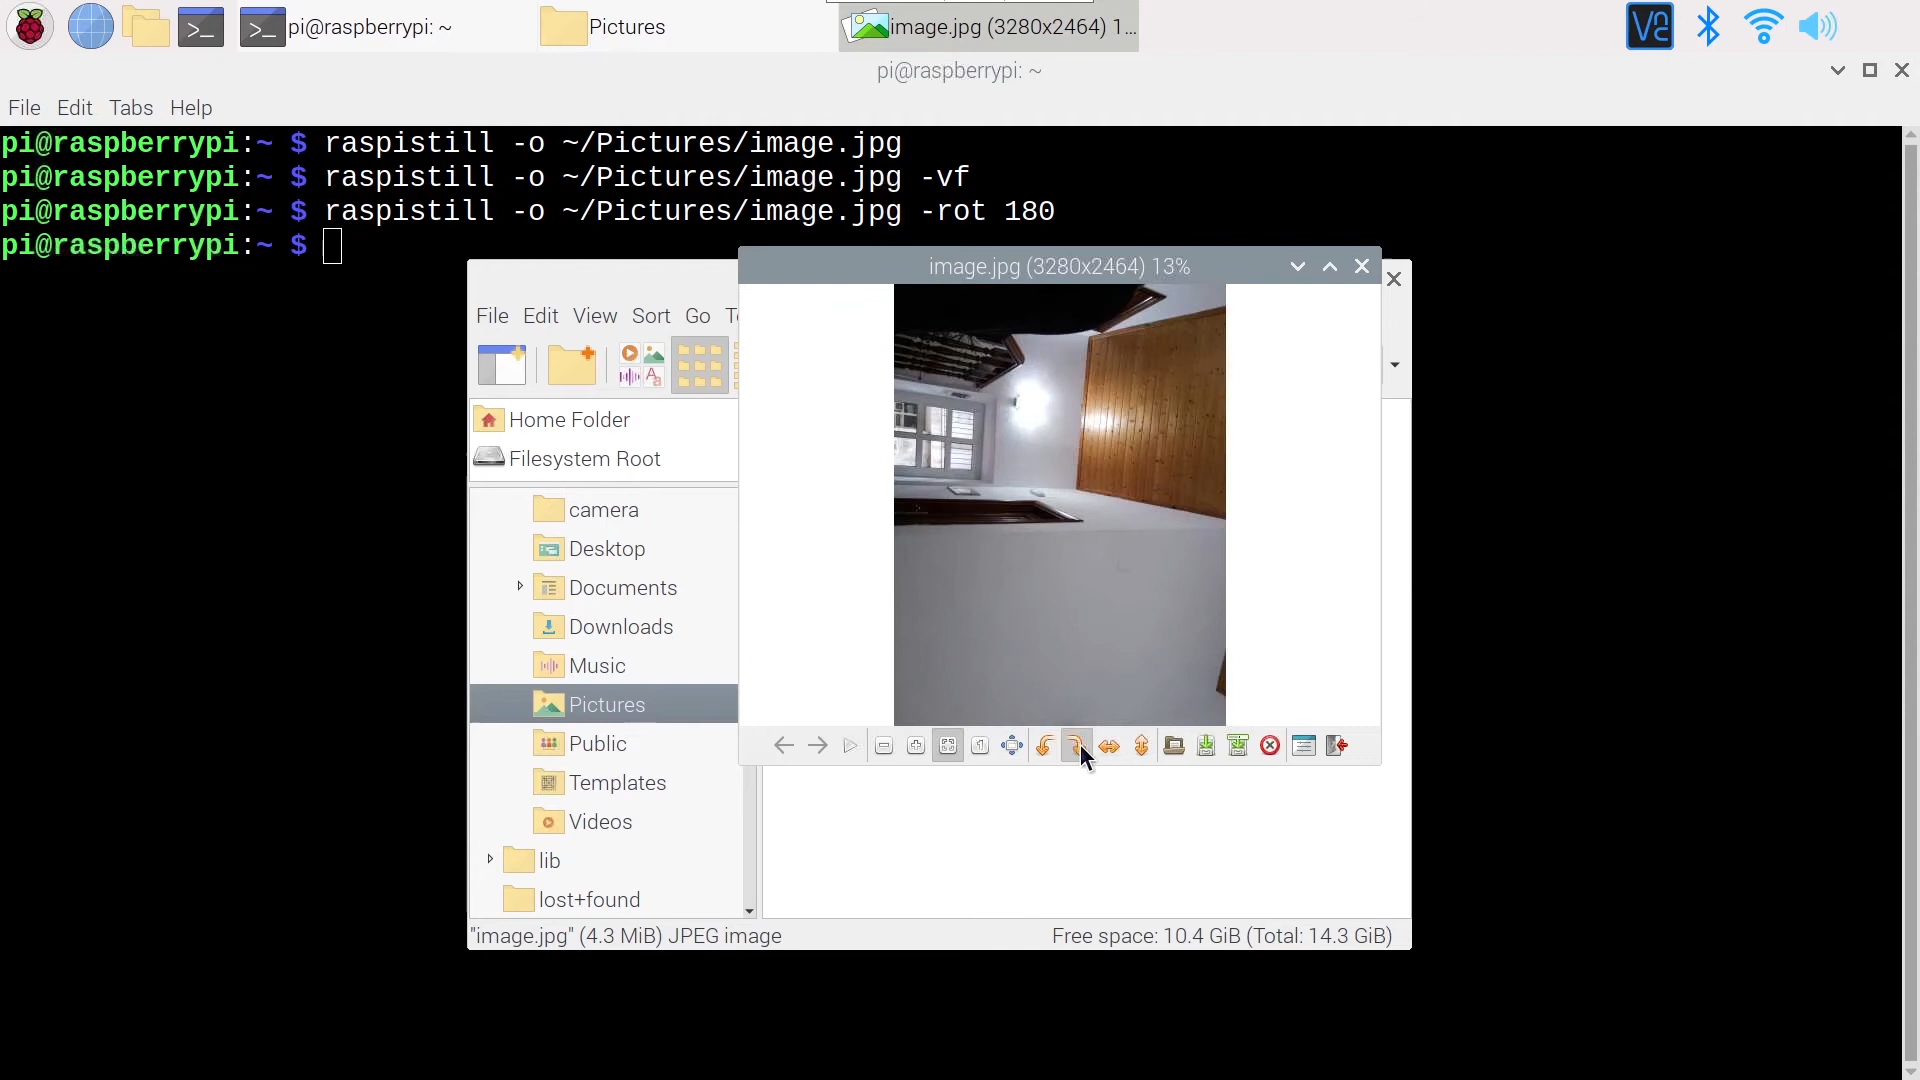 pi@raspberrypi: ~
Pictures
image.jpg (3280x2464) 1...
pi@raspberrypi: ~
File Edit Tabs Help
pi@raspberrypi:~ $ raspistill -o ~/Pictures/image.jpg
pi@raspberrypi:~ $ raspistill -o ~/Pictures/image.jpg -vf
pi@raspberrypi:~ $ raspistill -o ~/Pictures/image.jpg -rot 180
pi@raspberrypi:~ $
image.jpg (3280x2464) 13%
File Edit View Sort Go
Home Folder
Filesystem Root
camera
Desktop
Documents
Downloads
Music
Pictures
Public
Templates
Videos
lib
lost+found
"image.jpg" (4.3 MiB) JPEG image
Free space: 10.4 GiB (Total: 14.3 GiB)